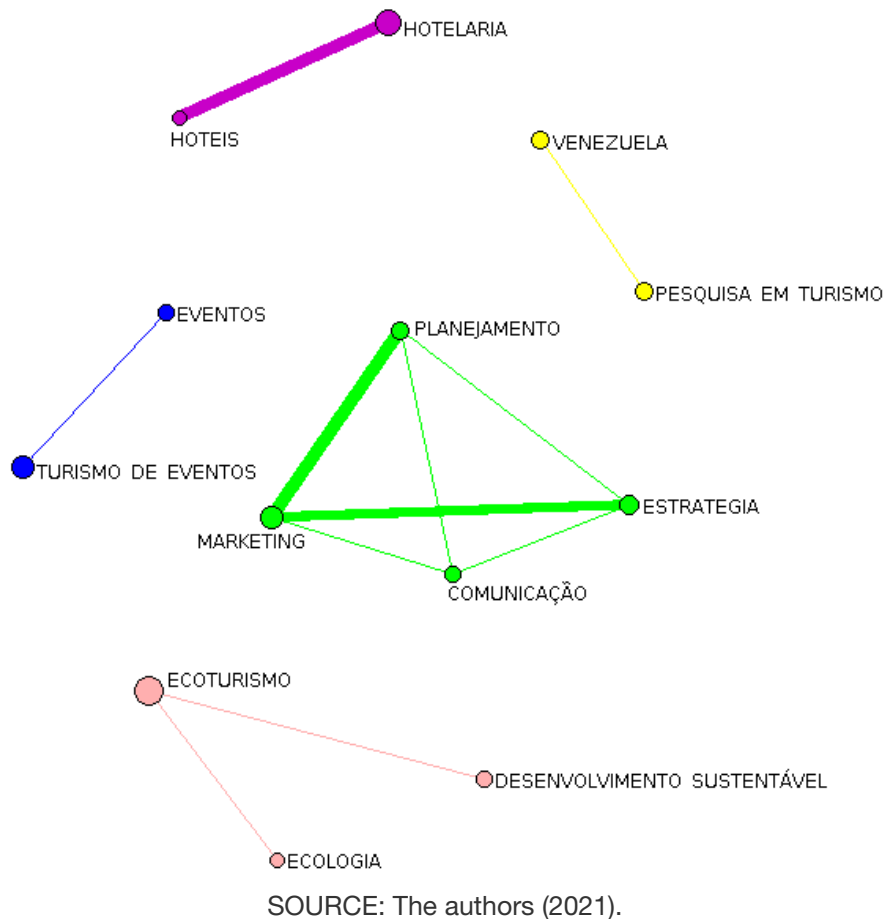 HOTELARIA
HOTEIS
VENEZUELA
PESQUISA EM TURISMO
EVENTOS
PLANEJAMENTO
TURISMO DE EVENTOS
ESTRATEGIA
MARKETING
COMUNICAÇÃO
ECOTURISMO
DESENVOLVIMENTO SUSTENTÁVEL
ECOLOGIA
SOURCE: The authors (2021).